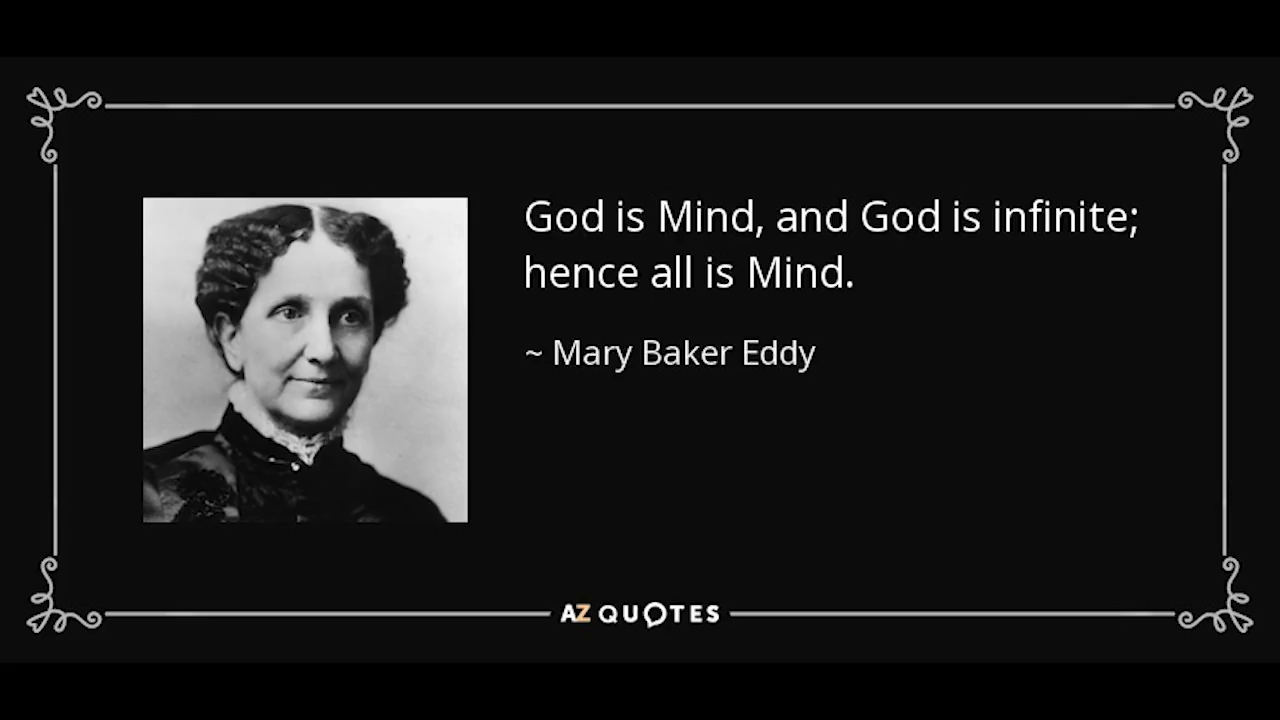 God is Mind, and God is infinite;
hence all is Mind.
~ Mary Baker Eddy
AZ QUOTES